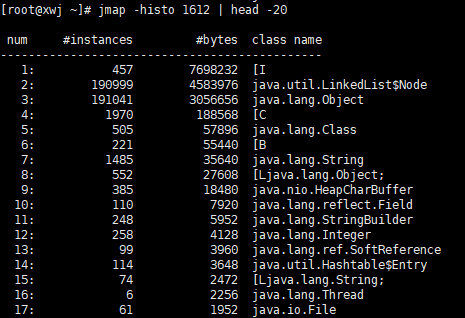 [root@xwj ~]# jmap -histo 1612 | head -20
num #instances #bytes class name
----------------------------------------------
1: 457 7698232 [I
2: 190999 4583976 java.util.LinkedList$Node
3: 191041 3056656 java.lang.Object
4: 1970 188568 [C
5: 505 57896 java.lang.Class
6: 221 55440 [B
7: 1485 35640 java.lang.String
8: 552 27608 [Ljava.lang.Object;
9: 385 18480 java.nio.HeapCharBuffer
10: 110 7920 java.lang.reflect.Field
11: 248 5952 java.lang.StringBuilder
12: 258 4128 java.lang.Integer
13: 99 3960 java.lang.ref.SoftReference
14: 114 3648 java.util.Hashtable$Entry
15: 74 2472 [Ljava.lang.String;
16: 6 2256 java.lang.Thread
17: 61 1952 java.io.File